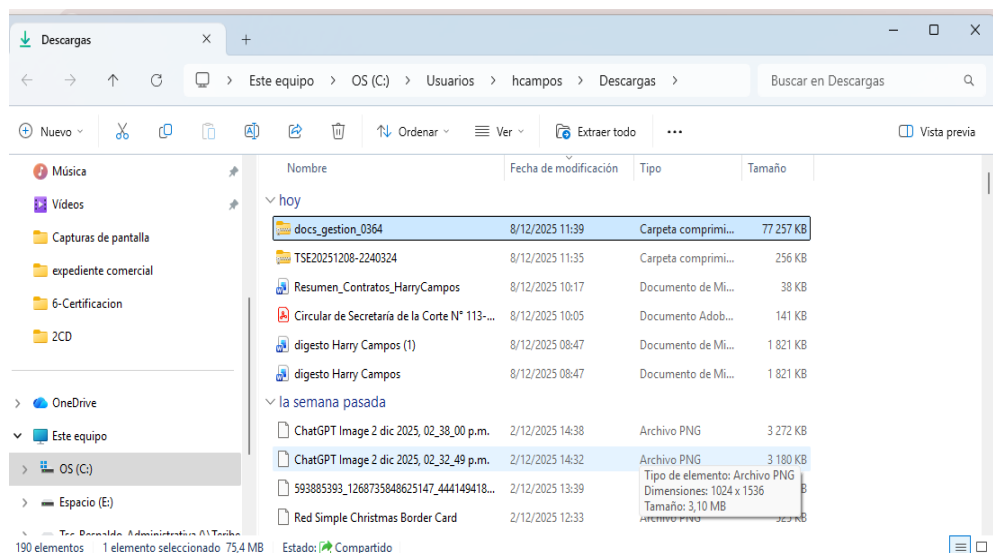 Descargas
Este equipo > OS (C:) > Usuarios > hcampos > Descargas >
Buscar en Descargas
Nuevo
Ordenar
Ver
Extraer todo
Vista previa
Música
Vídeos
Capturas de pantalla
expediente comercial
6-Certificacion
2CD
OneDrive
Este equipo
OS (C:)
Espacio (E:)
Nombre Fecha de modificación Tipo Tamaño
hoy
docs_gestion_0364 8/12/2025 11:39 Carpeta comprimi... 77 257 KB
TSE20251208-2240324 8/12/2025 11:35 Carpeta comprimi... 256 KB
Resumen_Contratos_HarryCampos 8/12/2025 10:17 Documento de Mi... 38 KB
Circular de Secretaría de la Corte N° 113-... 8/12/2025 10:05 Documento Adob... 141 KB
digesto Harry Campos (1) 8/12/2025 08:47 Documento de Mi... 1 821 KB
digesto Harry Campos 8/12/2025 08:47 Documento de Mi... 1 821 KB
la semana pasada
ChatGPT Image 2 dic 2025, 02_38_00 p.m. 2/12/2025 14:38 Archivo PNG 3 272 KB
ChatGPT Image 2 dic 2025, 02_32_49 p.m. 2/12/2025 14:32 Archivo PNG 3 180 KB
593885393_1268735848625147_444149418... 2/12/2025 13:39
Red Simple Christmas Border Card 2/12/2025 12:33 Archivo PNG 525 KB
Tipo de elemento: Archivo PNG
Dimensiones: 1024 x 1536
Tamaño: 3,10 MB
190 elementos 1 elemento seleccionado 75,4 MB Estado: Compartido